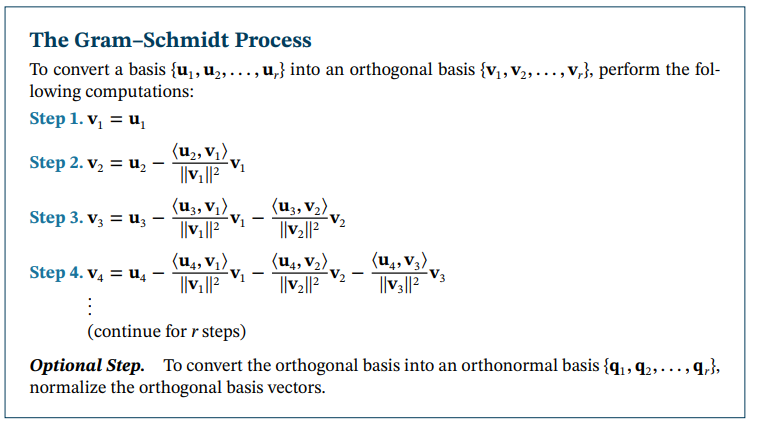 The Gram–Schmidt Process
To convert a basis {u₁, u₂, . . . , uᵣ} into an orthogonal basis {v₁, v₂, . . . , vᵣ}, perform the fol-
lowing computations:
Step 1. v₁ = u₁
Step 2. v₂ = u₂ − ⟨u₂, v₁⟩/‖v₁‖² v₁
Step 3. v₃ = u₃ − ⟨u₃, v₁⟩/‖v₁‖² v₁ − ⟨u₃, v₂⟩/‖v₂‖² v₂
Step 4. v₄ = u₄ − ⟨u₄, v₁⟩/‖v₁‖² v₁ − ⟨u₄, v₂⟩/‖v₂‖² v₂ − ⟨u₄, v₃⟩/‖v₃‖² v₃
⋮
(continue for r steps)
Optional Step. To convert the orthogonal basis into an orthonormal basis {q₁, q₂, . . . , qᵣ},
normalize the orthogonal basis vectors.